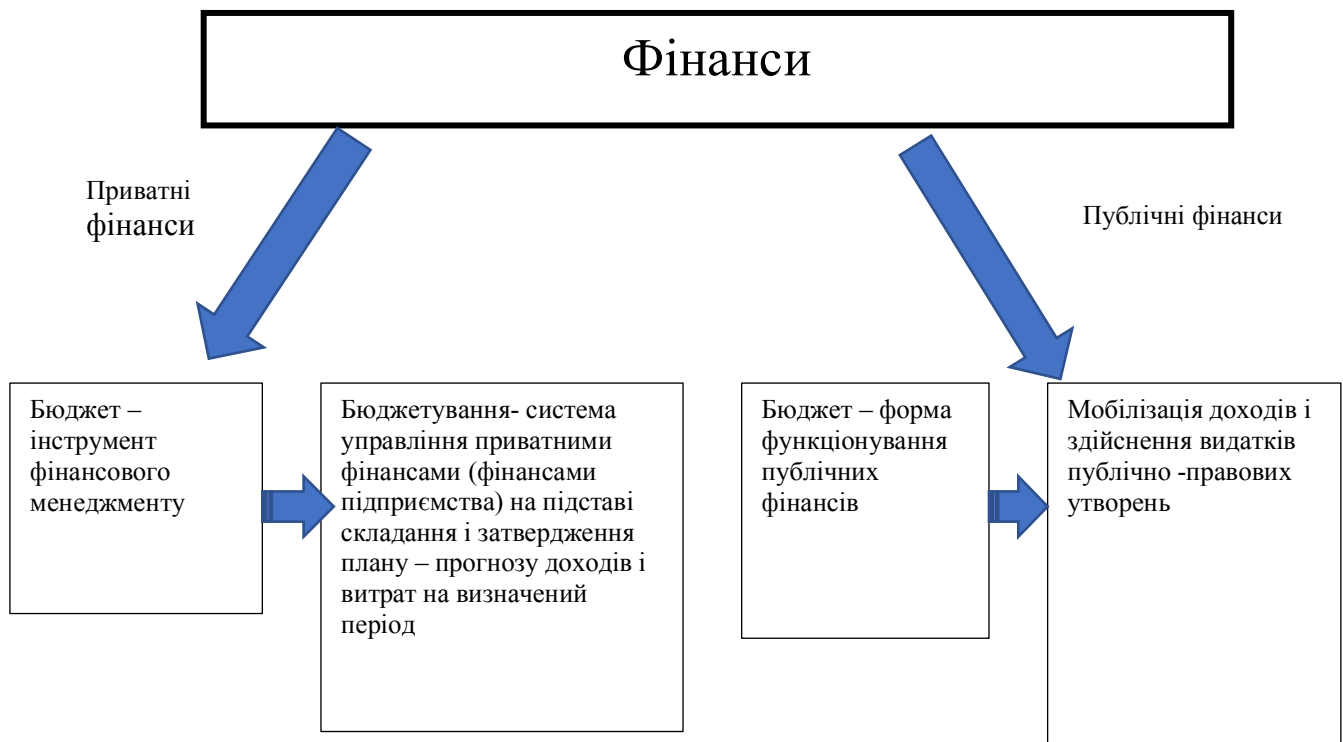 Фінанси
Приватні
фінанси
Публічні фінанси
Бюджет –
інструмент
фінансового
менеджменту
Бюджетування- система
управління приватними
фінансами (фінансами
підприємства) на підставі
складання і затвердження
плану – прогнозу доходів і
витрат на визначений
період
Бюджет – форма
функціонування
публічних
фінансів
Мобілізація доходів і
здійснення видатків
публічно -правових
утворень